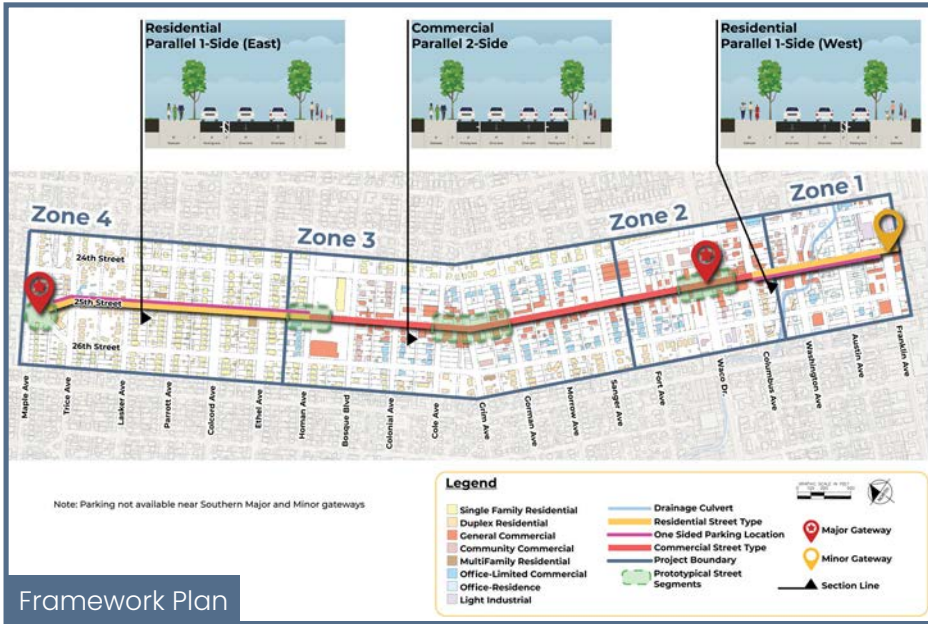 Residential
Parallel 1-Side (East)
Commercial
Parallel 2-Side
Residential
Parallel 1-Side (West)
Zone 4
Zone 3
Zone 2
Zone 1
24th Street
25th Street
26th Street
Maple Ave
Trice Ave
Lasker Ave
Parrott Ave
Colcord Ave
Ethel Ave
Homan Ave
Bosque Blvd
Colonial Ave
Cole Ave
Grim Ave
Gorman Ave
Morrow Ave
Sanger Ave
Fort Ave
Waco Dr.
Columbus Ave
Washington Ave
Austin Ave
Franklin Ave
Note: Parking not available near Southern Major and Minor gateways
Legend
Single Family Residential
Duplex Residential
General Commercial
Community Commercial
MultiFamily Residential
Office-Limited Commercial
Office-Residence
Light Industrial
Drainage Culvert
Residential Street Type
One Sided Parking Location
Commercial Street Type
Project Boundary
Prototypical Street
Segments
GRAPHIC SCALE IN FEET
Major Gateway
Minor Gateway
Section Line
Framework Plan